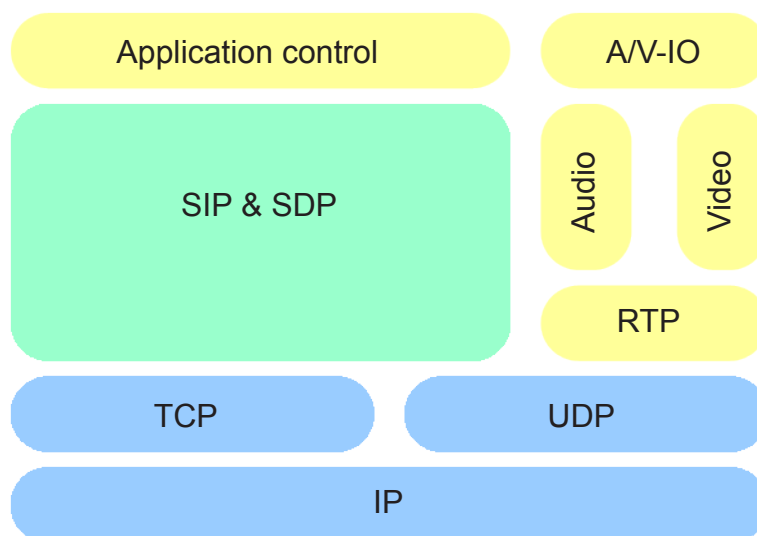 Application control
A/V-IO
SIP & SDP
Audio
Video
RTP
TCP
UDP
IP